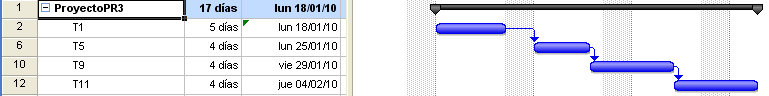 1 ProyectoPR3 17 días lun 18/01/10
2 T1 5 días lun 18/01/10
6 T5 4 días lun 25/01/10
10 T9 4 días vie 29/01/10
12 T11 4 días jue 04/02/10